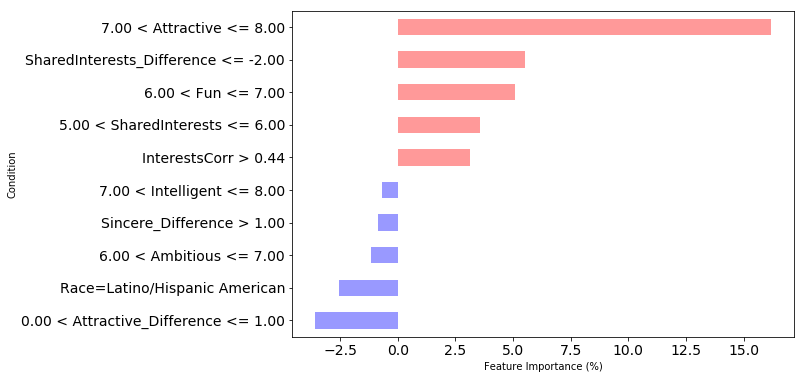 7.00 < Attractive <= 8.00
SharedInterests_Difference <= -2.00
6.00 < Fun <= 7.00
5.00 < SharedInterests <= 6.00
InterestsCorr > 0.44
7.00 < Intelligent <= 8.00
Sincere_Difference > 1.00
6.00 < Ambitious <= 7.00
Race=Latino/Hispanic American
0.00 < Attractive_Difference <= 1.00
Condition
−2.5 0.0 2.5 5.0 7.5 10.0 12.5 15.0
Feature Importance (%)